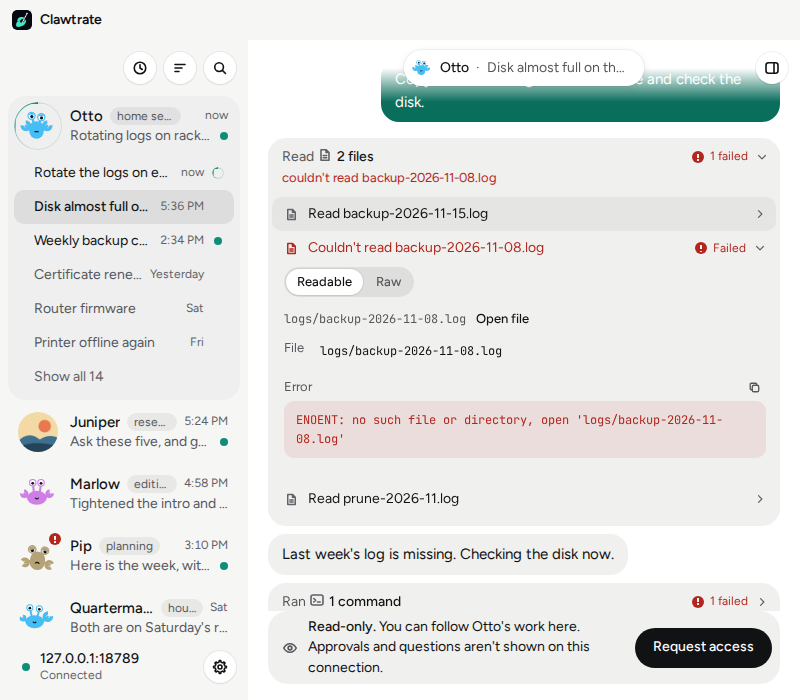 Clawtrate
Otto home se... now
Rotating logs on rack...
Rotate the logs on e... now
Disk almost full o... 5:36 PM
Weekly backup c... 2:34 PM
Certificate rene... Yesterday
Router firmware Sat
Printer offline again Fri
Show all 14
Juniper rese... 5:24 PM
Ask these five, and g...
Marlow editi... 4:58 PM
Tightened the intro and ...
Pip planning 3:10 PM
Here is the week, wit...
Quarterma... hou... Sat
Both are on Saturday's r...
127.0.0.1:18789
Connected
Otto · Disk almost full on th...
and check the
disk.
Read 2 files 1 failed
couldn't read backup-2026-11-08.log
Read backup-2026-11-15.log
Couldn't read backup-2026-11-08.log Failed
Readable Raw
logs/backup-2026-11-08.log Open file
File logs/backup-2026-11-08.log
Error
ENOENT: no such file or directory, open 'logs/backup-2026-11-
08.log'
Read prune-2026-11.log
Last week's log is missing. Checking the disk now.
Ran 1 command 1 failed
Read-only. You can follow Otto's work here.
Approvals and questions aren't shown on this
connection.
Request access